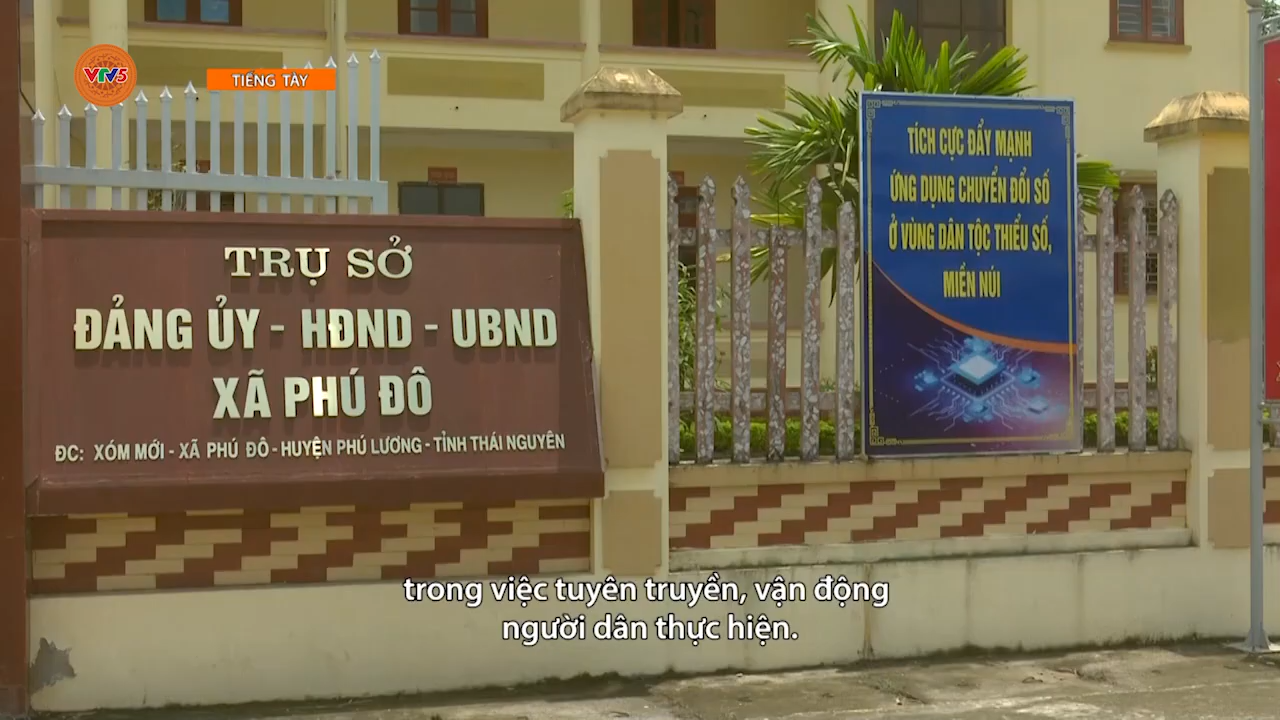 VTV5
TIẾNG TÀY
TRỤ SỞ
ĐẢNG ỦY - HĐND - UBND
XÃ PHÚ ĐÔ
ĐC: XÓM MỚI - XÃ PHÚ ĐÔ - HUYỆN PHÚ LƯƠNG - TỈNH THÁI NGUYÊN
TÍCH CỰC ĐẨY MẠNH
ỨNG DỤNG CHUYỂN ĐỔI SỐ
Ở VÙNG DÂN TỘC THIỂU SỐ,
MIỀN NÚI
trong việc tuyên truyền, vận động
người dân thực hiện.